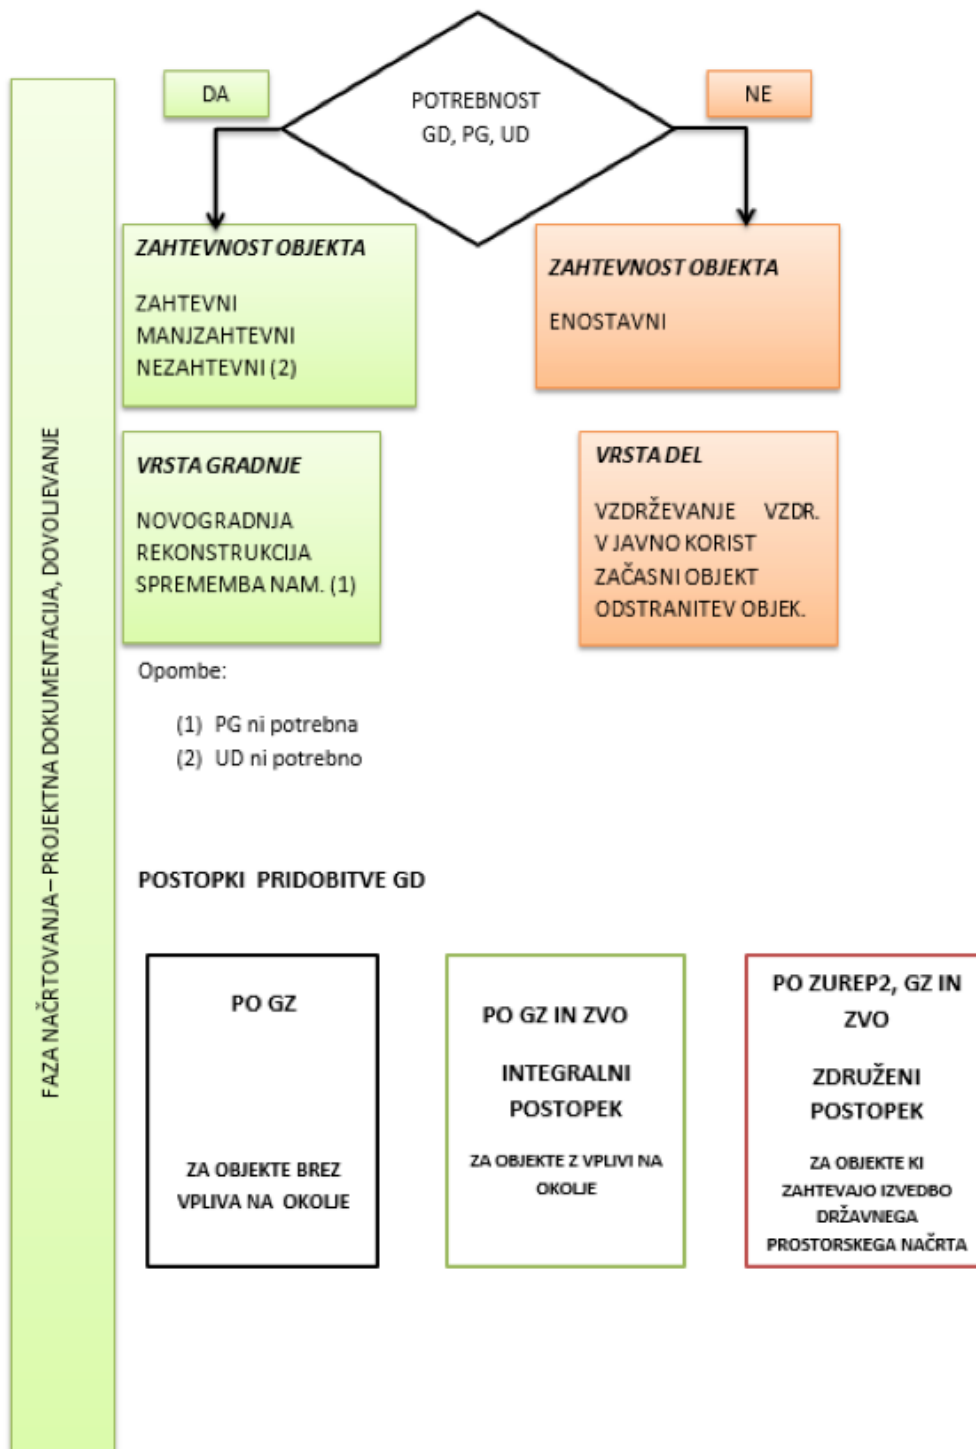 DA
POTREBNOST
GD, PG, UD
NE
ZAHTEVNOST OBJEKTA
ZAHTEVNI
MANJZAHTEVNI
NEZAHTEVNI (2)
ZAHTEVNOST OBJEKTA
ENOSTAVNI
VRSTA GRADNJE
NOVOGRADNJA
REKONSTRUKCIJA
SPREMEMBA NAM. (1)
VRSTA DEL
VZDRŽEVANJE VZDR.
V JAVNO KORIST
ZAČASNI OBJEKT
ODSTRANITEV OBJEK.
FAZA NAČRTOVANJA – PROJEKTNA DOKUMENTACIJA, DOVOLJEVANJE
Opombe:
(1) PG ni potrebna
(2) UD ni potrebno
POSTOPKI PRIDOBITVE GD
PO GZ
ZA OBJEKTE BREZ
VPLIVA NA OKOLJE
PO GZ IN ZVO
INTEGRALNI
POSTOPEK
ZA OBJEKTE Z VPLIVI NA
OKOLJE
PO ZUREP2, GZ IN
ZVO
ZDRUŽENI
POSTOPEK
ZA OBJEKTE KI
ZAHTEVAJO IZVEDBO
DRŽAVNEGA
PROSTORSKEGA NAČRTA